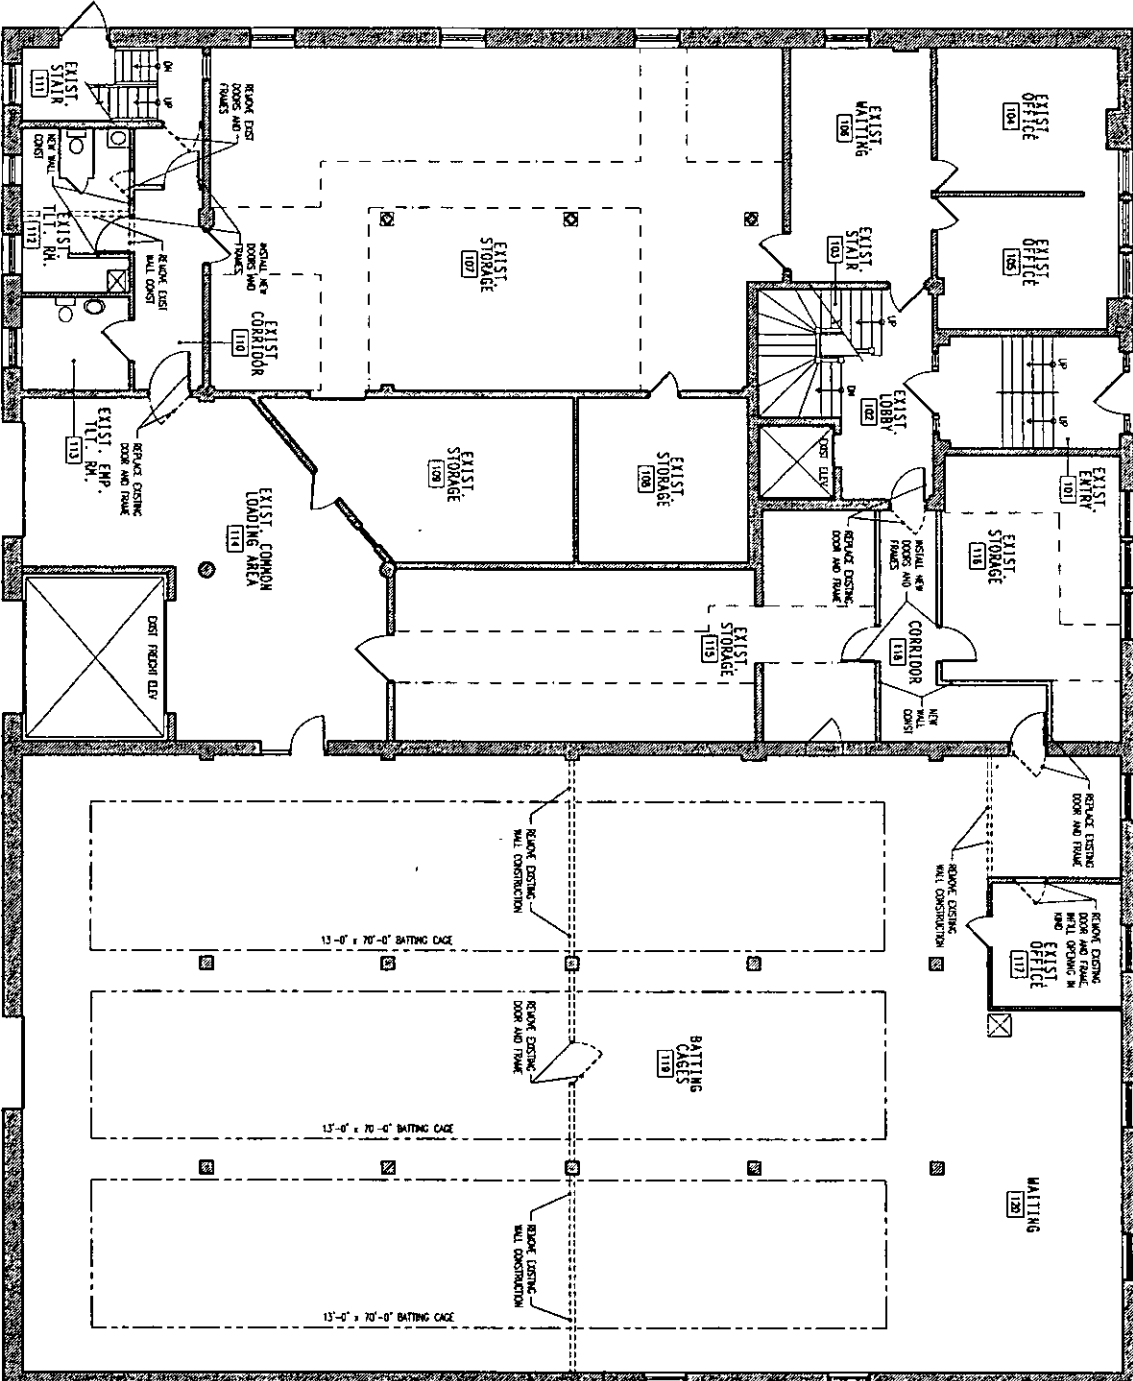 EXIST.
OFFICE
104
EXIST.
OFFICE
105
EXIST.
WAITING
106
EXIST.
STAIR
103
UP
DN
UP
UP
EXIST.
LOBBY
102
EXIST.
ENTRY
101
EXIST ELEV
EXIST.
STORAGE
116
INSTALL NEW
DOORS AND
FRAMES
REPLACE EXISTING
DOOR AND FRAME
CORRIDOR
118
NEW
WALL
CONST
EXIST.
STORAGE
115
EXIST.
STORAGE
107
EXIST.
STORAGE
108
EXIST.
STORAGE
109
EXIST.
STAIR
111
DN
UP
REMOVE EXIST
DOORS AND
FRAMES
NEW WALL
CONST
EXIST.
TLT. RM.
112
REMOVE EXIST
WALL CONST
INSTALL NEW
DOORS AND
FRAMES
EXIST.
CORRIDOR
110
EXIST. EMP.
TLT. RM.
113
REPLACE EXISTING
DOOR AND FRAME
EXIST. COMMON
LOADING AREA
114
EXIST FREIGHT ELEV
REPLACE EXISTING
DOOR AND FRAME
REMOVE EXISTING
WALL CONSTRUCTION
REMOVE EXISTING
DOOR AND FRAME,
INFILL OPENING IN
KIND
EXIST.
OFFICE
117
REMOVE EXISTING
WALL CONSTRUCTION
13'-0" x 70'-0" BATTING CAGE
REMOVE EXISTING
DOOR AND FRAME
BATTING
CAGES
119
13'-0" x 70'-0" BATTING CAGE
WAITING
120
REMOVE EXISTING
WALL CONSTRUCTION
13'-0" x 70'-0" BATTING CAGE